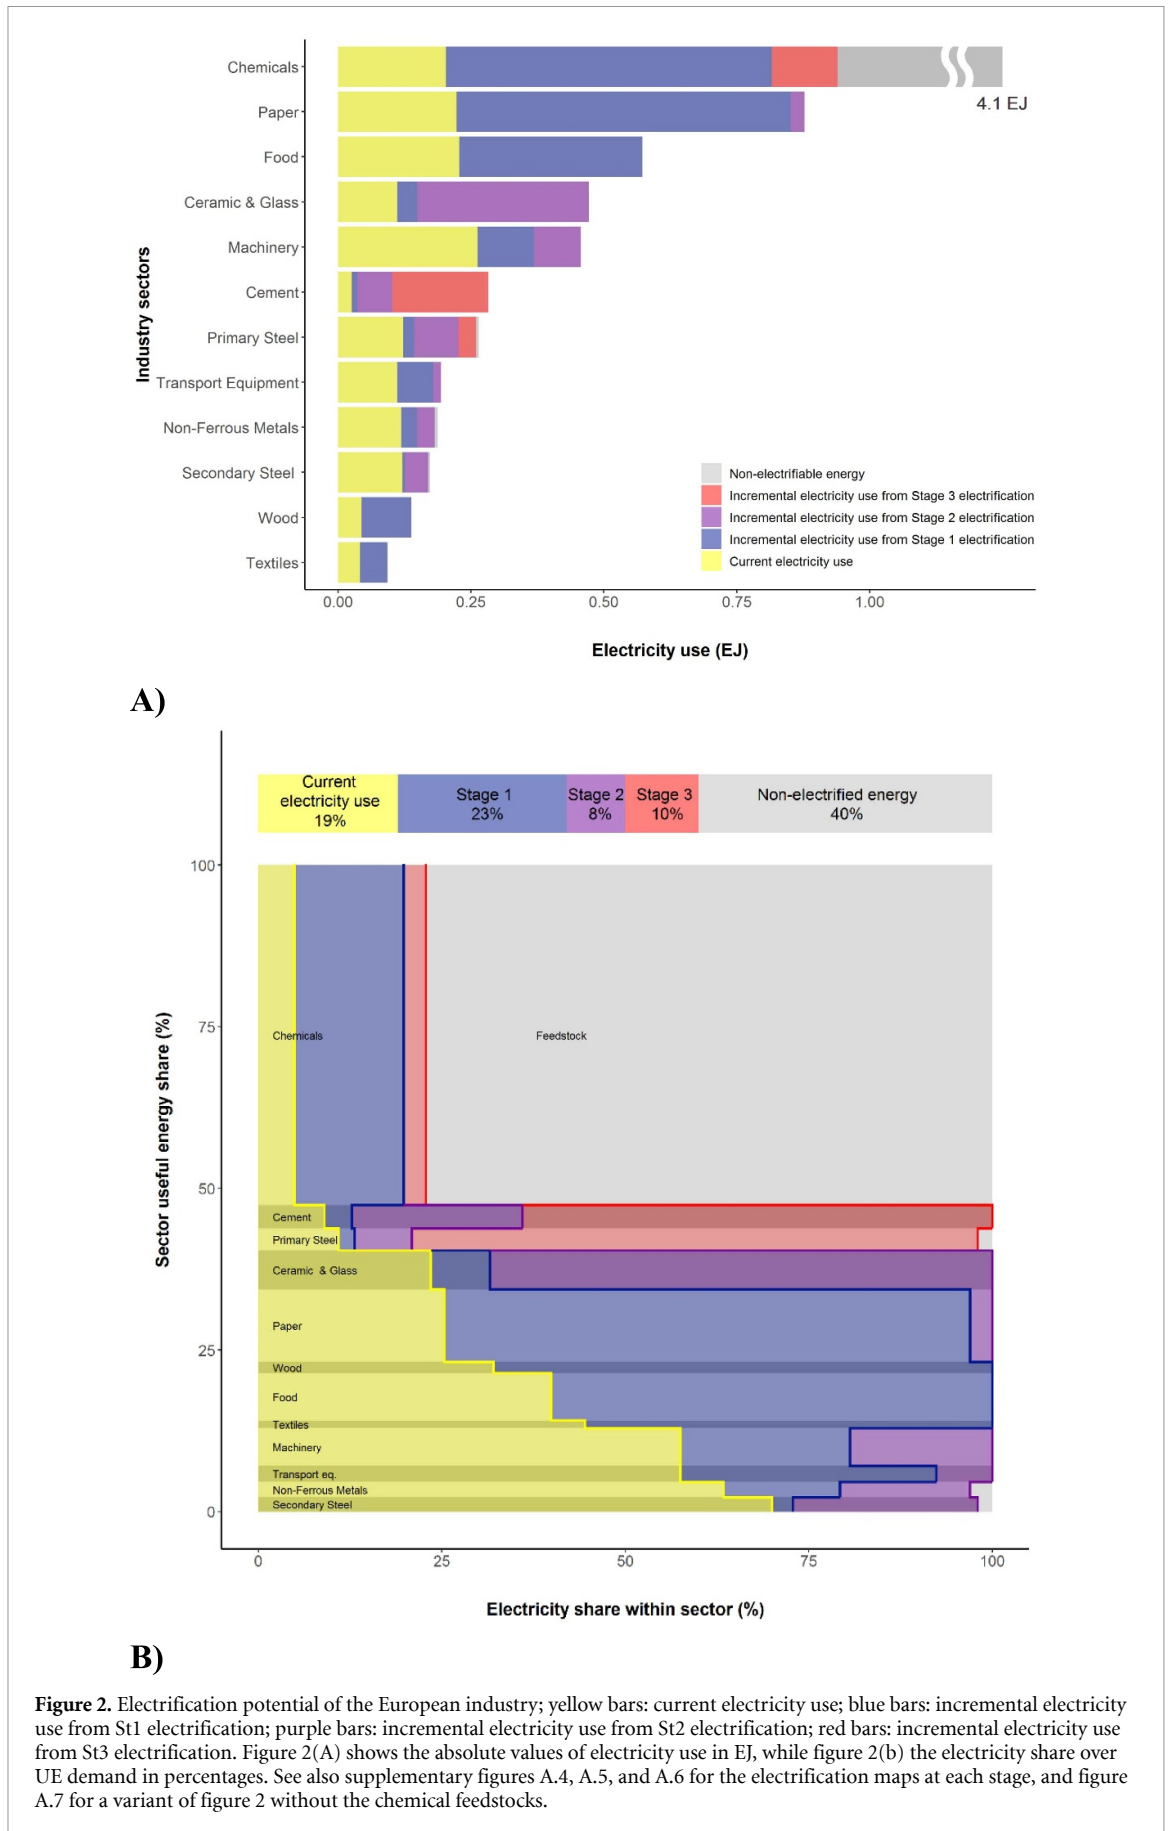 Chemicals
4.1 EJ
Paper
Food
Ceramic & Glass
Machinery
Cement
Primary Steel
Transport Equipment
Non-Ferrous Metals
Secondary Steel
Wood
Textiles
Industry sectors
Non-electrifiable energy
Incremental electricity use from Stage 3 electrification
Incremental electricity use from Stage 2 electrification
Incremental electricity use from Stage 1 electrification
Current electricity use
0.00 0.25 0.50 0.75 1.00
Electricity use (EJ)
A)
Current
electricity use
19%
Stage 1
23%
Stage 2
8%
Stage 3
10%
Non-electrified energy
40%
100
75
50
25
0
Sector useful energy share (%)
Chemicals
Feedstock
Cement
Primary Steel
Ceramic & Glass
Paper
Wood
Food
Textiles
Machinery
Transport eq.
Non-Ferrous Metals
Secondary Steel
0 25 50 75 100
Electricity share within sector (%)
B)
Figure 2. Electrification potential of the European industry; yellow bars: current electricity use; blue bars: incremental electricity
use from St1 electrification; purple bars: incremental electricity use from St2 electrification; red bars: incremental electricity use
from St3 electrification. Figure 2(A) shows the absolute values of electricity use in EJ, while figure 2(b) the electricity share over
UE demand in percentages. See also supplementary figures A.4, A.5, and A.6 for the electrification maps at each stage, and figure
A.7 for a variant of figure 2 without the chemical feedstocks.